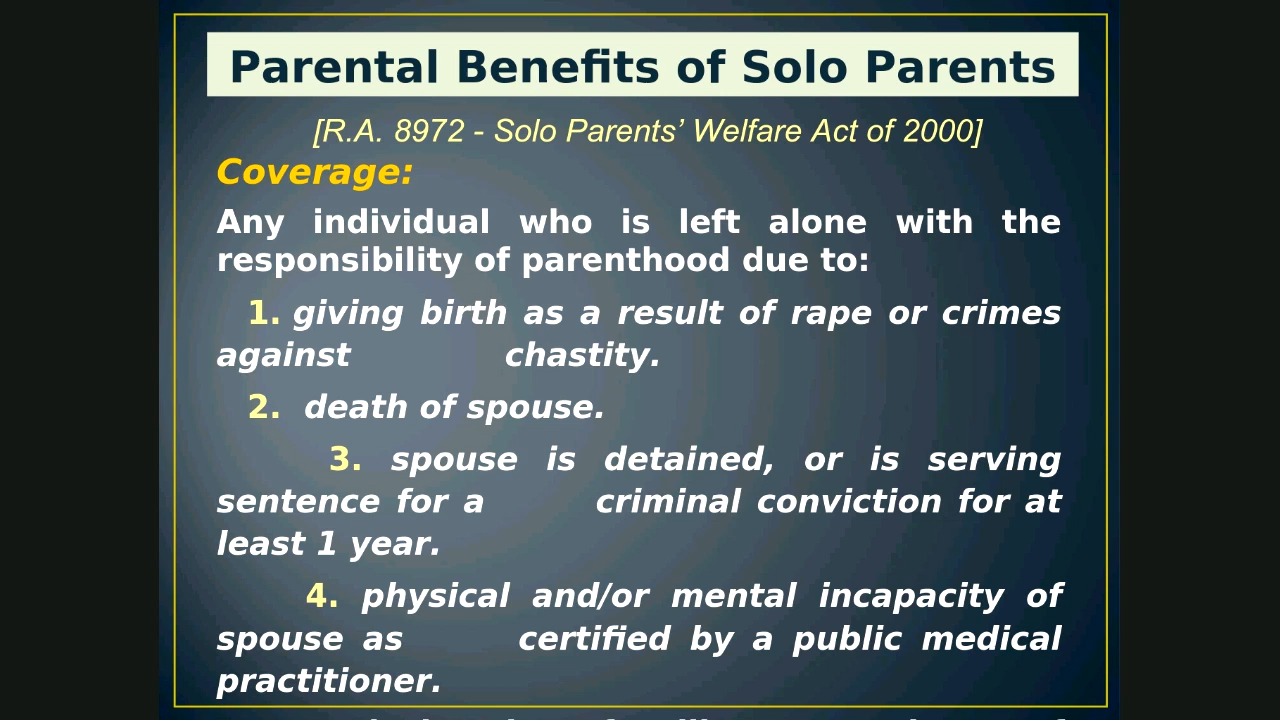 Parental Benefits of Solo Parents
[R.A. 8972 - Solo Parents’ Welfare Act of 2000]
Coverage:
Any individual who is left alone with the
responsibility of parenthood due to:
1. giving birth as a result of rape or crimes
against chastity.
2. death of spouse.
3. spouse is detained, or is serving
sentence for a criminal conviction for at
least 1 year.
4. physical and/or mental incapacity of
spouse as certified by a public medical
practitioner.